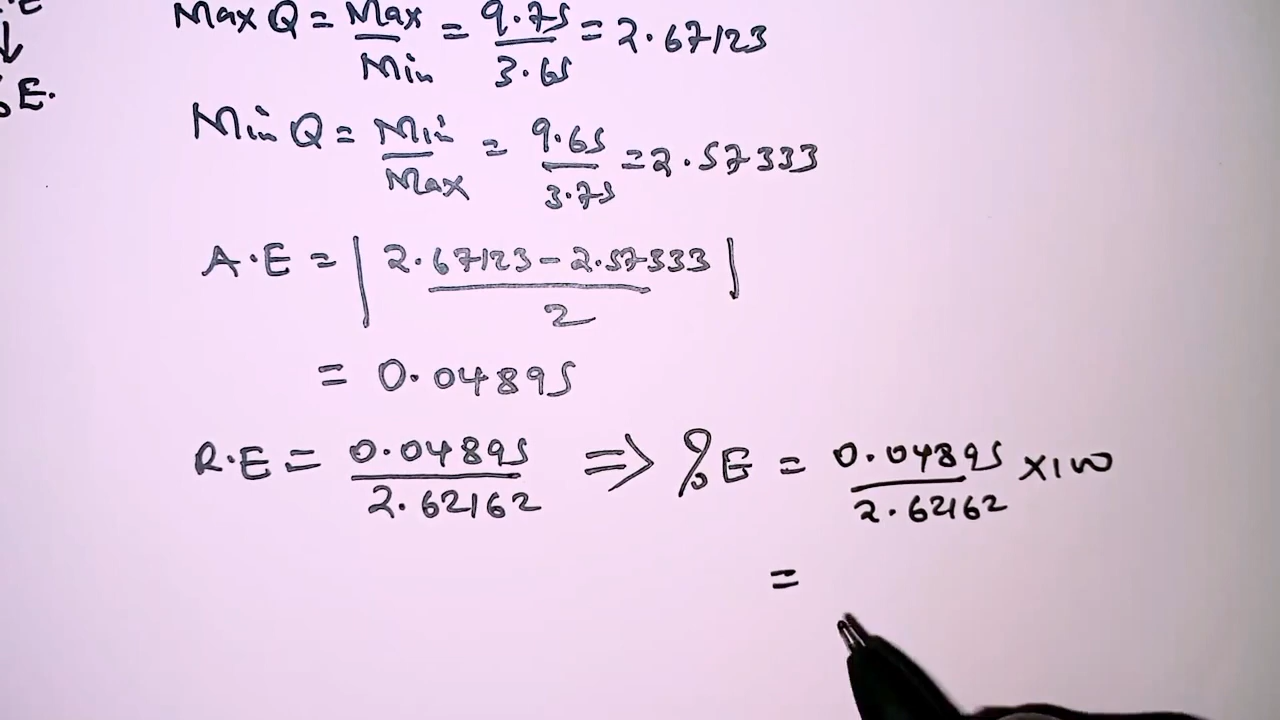 Max Q = Max/Min = 9.75/3.65 = 2.67123
E.
Min Q = Min/Max = 9.65/3.75 = 2.57333
A.E = | 2.67123 - 2.57333 / 2 |
= 0.04895
R.E = 0.04895/2.62162 ⇒ %E = 0.04895/2.62162 x100
=